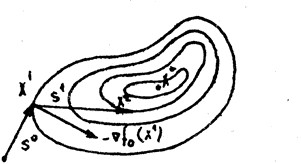 X¹
S¹
X²
X*
S⁰
-∇f₀(X¹)